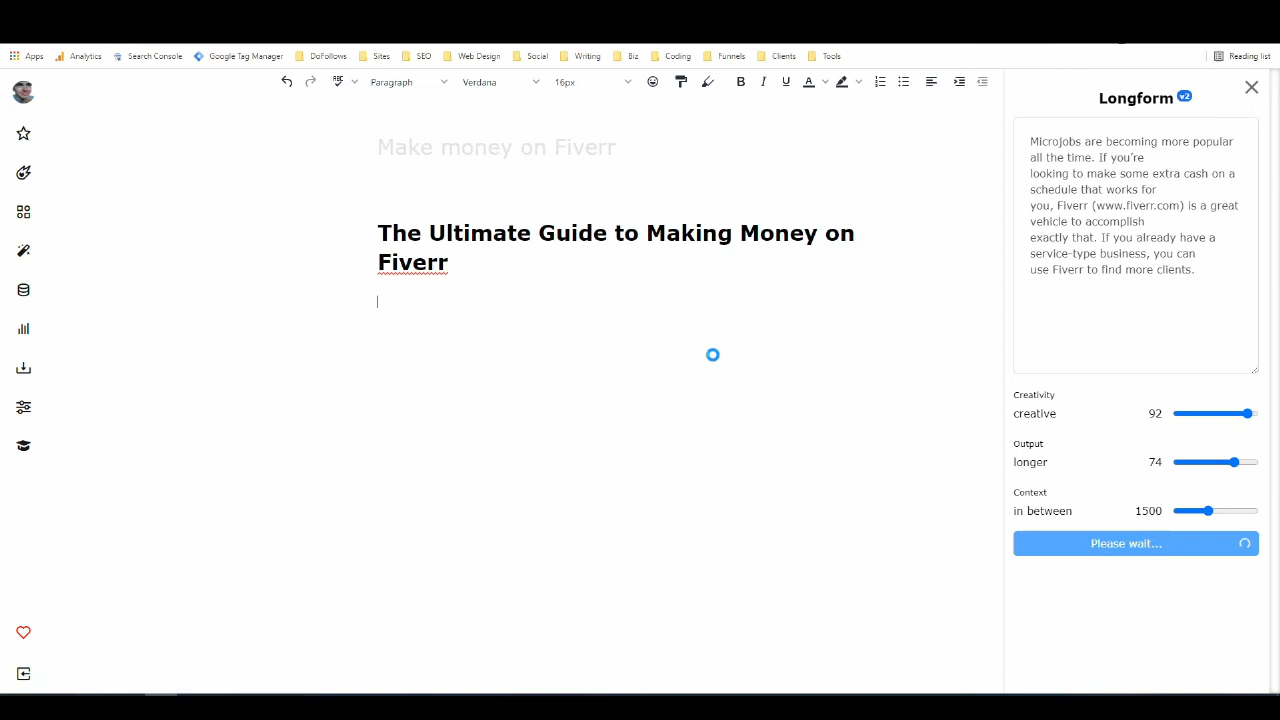 Apps Analytics Search Console Google Tag Manager DoFollows Sites SEO Web Design Social Writing Biz Coding Funnels Clients Tools Reading list
ABC Paragraph Verdana 16px B I U A
Make money on Fiverr
The Ultimate Guide to Making Money on
Fiverr
Longform v2
Microjobs are becoming more popular
all the time. If you’re
looking to make some extra cash on a
schedule that works for
you, Fiverr (www.fiverr.com) is a great
vehicle to accomplish
exactly that. If you already have a
service-type business, you can
use Fiverr to find more clients.
Creativity
creative 92
Output
longer 74
Context
in between 1500
Please wait...